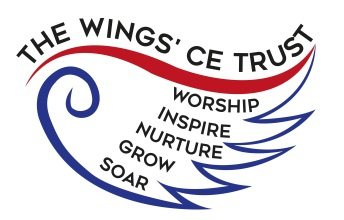 THE WINGS' CE TRUST
WORSHIP
INSPIRE
NURTURE
GROW
SOAR